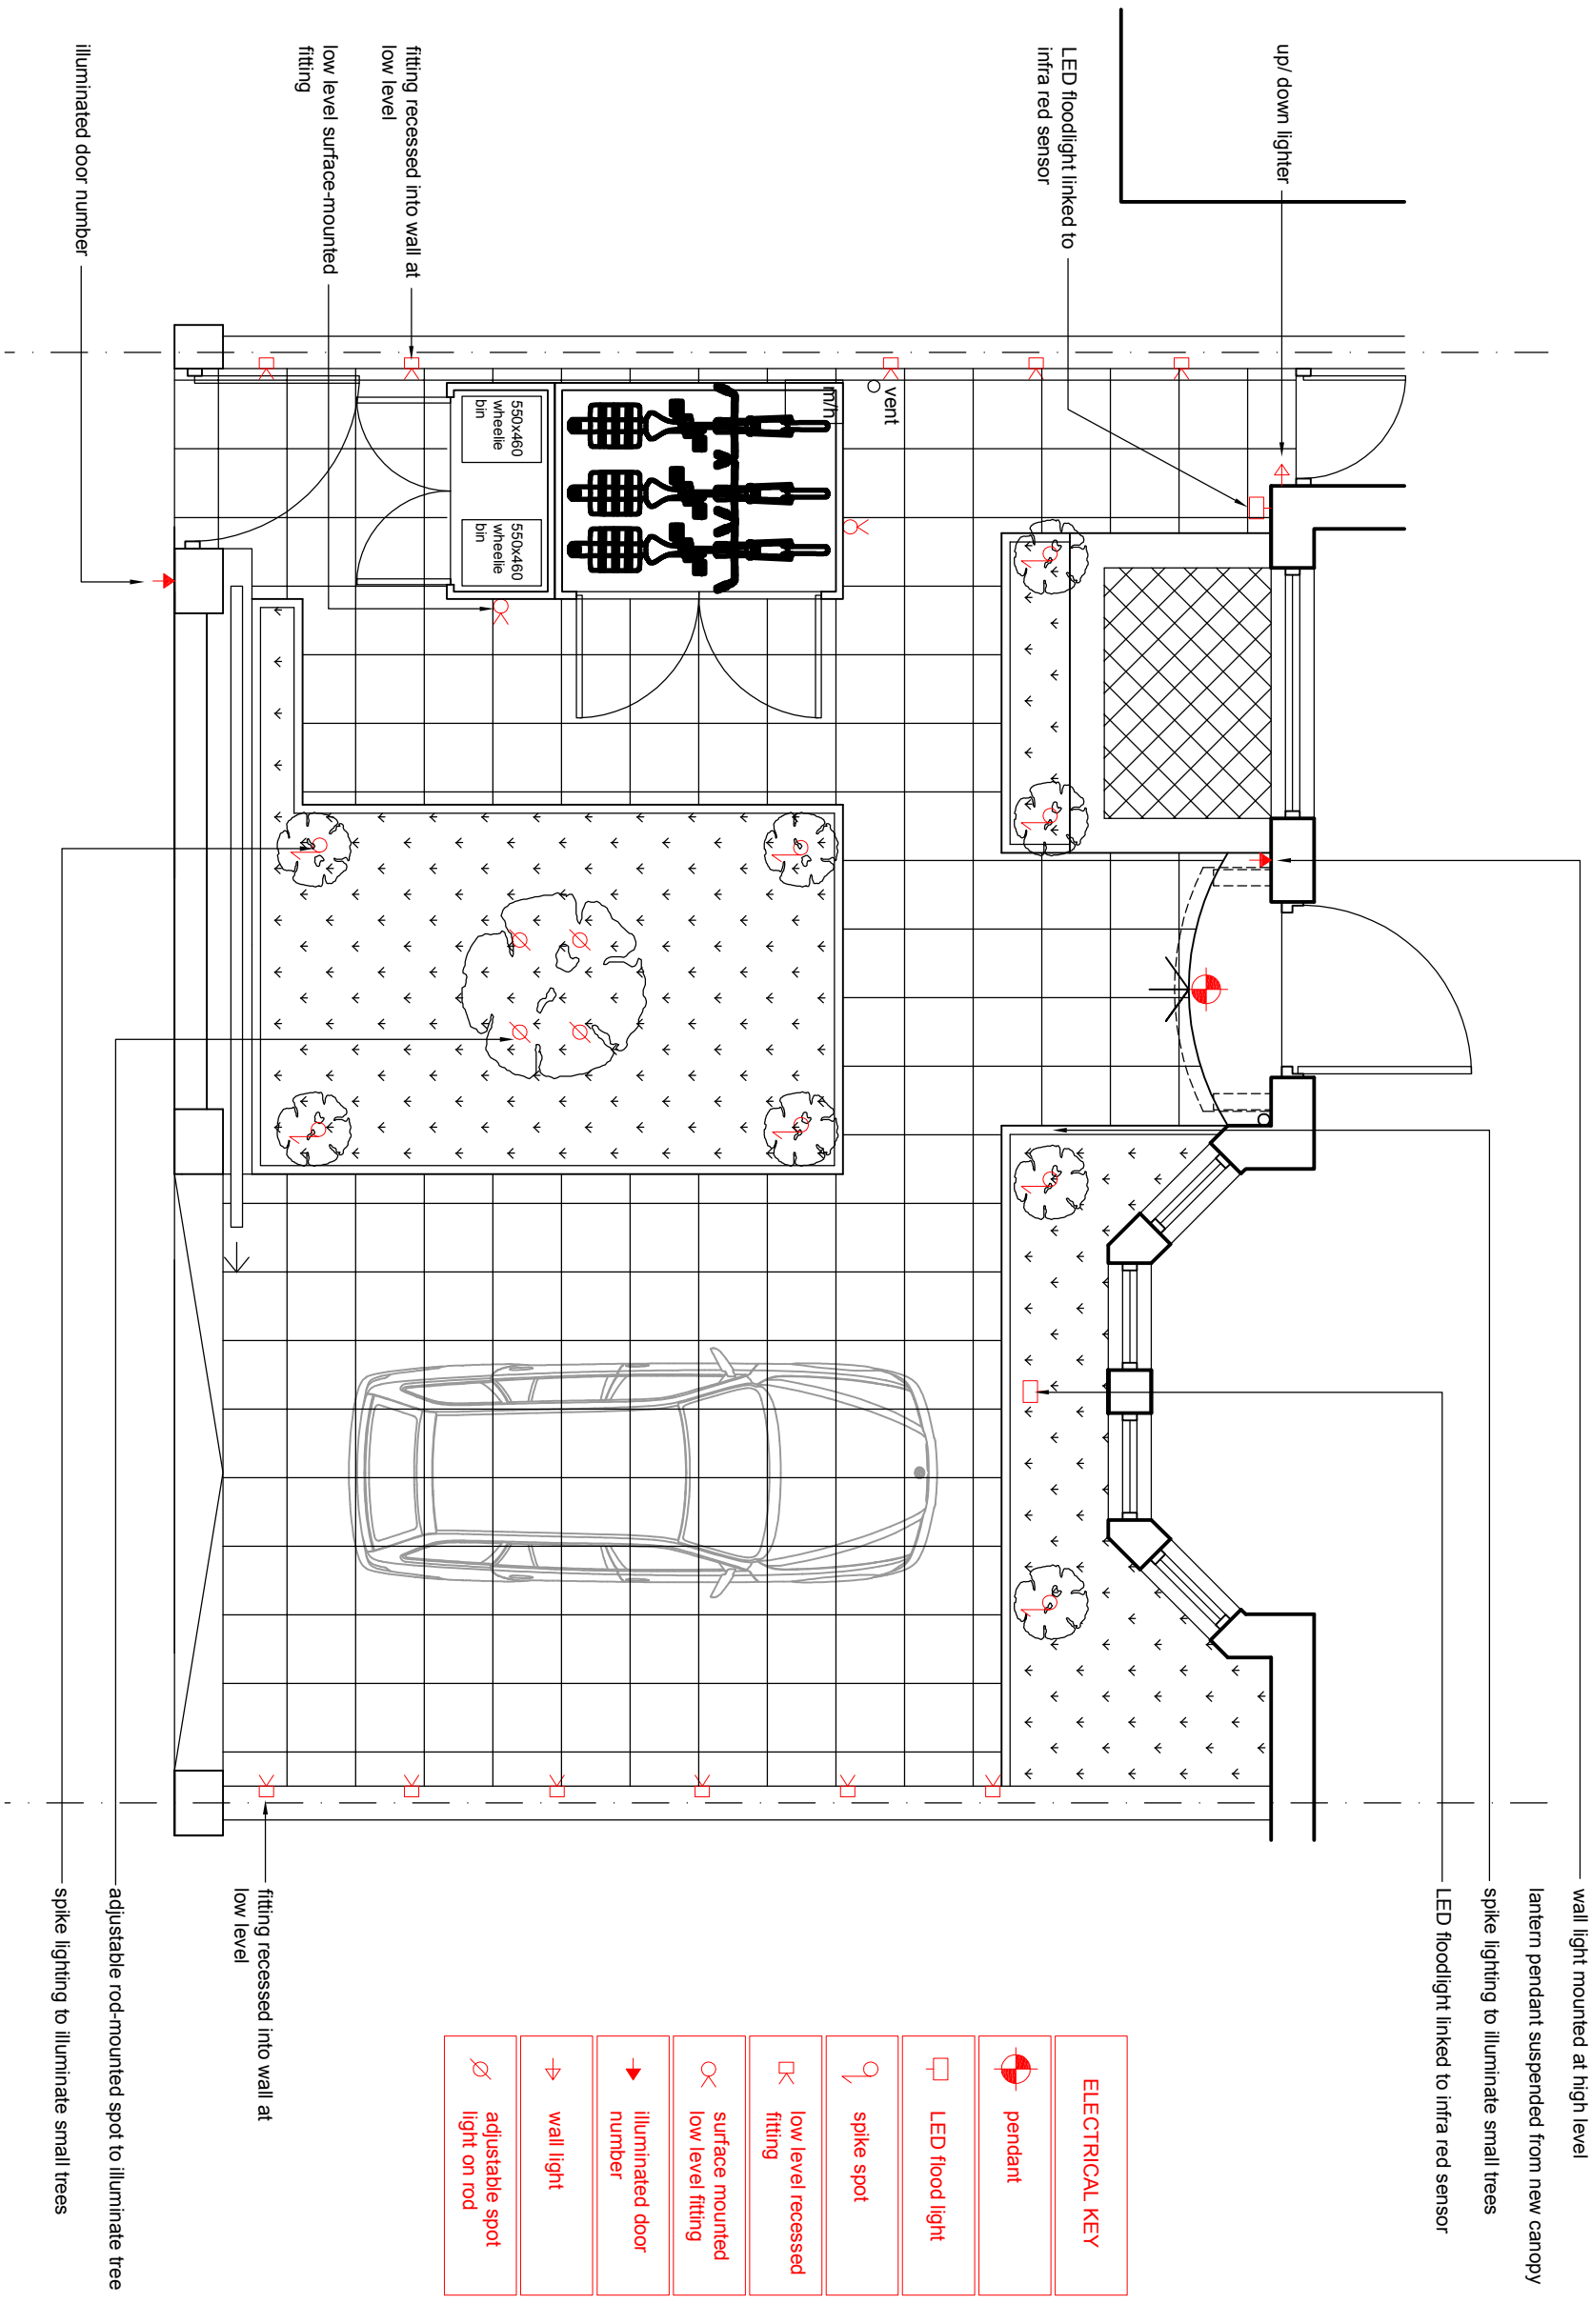 up/ down lighter
LED floodlight linked to
infra red sensor
fitting recessed into wall at
low level
low level surface-mounted
fitting
illuminated door number
vent
m/h
550x460
wheelie
bin
550x460
wheelie
bin
wall light mounted at high level
lantern pendant suspended from new canopy
spike lighting to illuminate small trees
LED floodlight linked to infra red sensor
fitting recessed into wall at
low level
adjustable rod-mounted spot to illuminate tree
spike lighting to illuminate small trees
ELECTRICAL KEY
pendant
LED flood light
spike spot
low level recessed
fitting
surface mounted
low level fitting
illuminated door
number
wall light
adjustable spot
light on rod